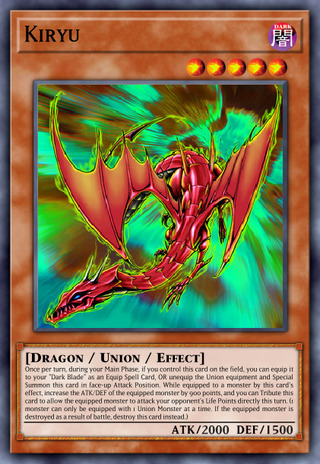 Kiryu
DARK
闇
[Dragon / Union / Effect]
Once per turn, during your Main Phase, if you control this card on the field, you can equip it
to your "Dark Blade" as an Equip Spell Card, OR unequip the Union equipment and Special
Summon this card in face-up Attack Position. While equipped to a monster by this card's
effect, increase the ATK/DEF of the equipped monster by 900 points, and you can Tribute this
card to allow the equipped monster to attack your opponent's Life Points directly this turn. (1
monster can only be equipped with 1 Union Monster at a time. If the equipped monster is
destroyed as a result of battle, destroy this card instead.)
ATK/2000 DEF/1500